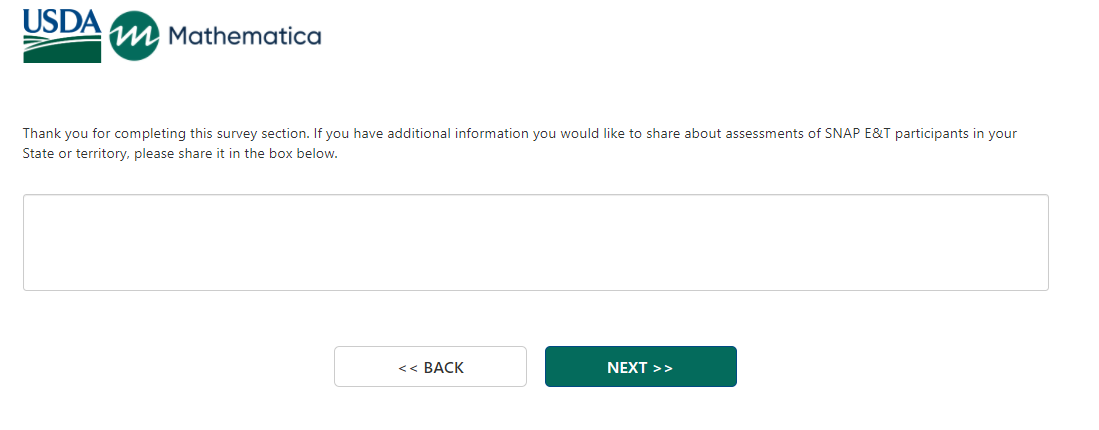 USDA
m Mathematica
Thank you for completing this survey section. If you have additional information you would like to share about assessments of SNAP E&T participants in your
State or territory, please share it in the box below.
<< BACK
NEXT >>